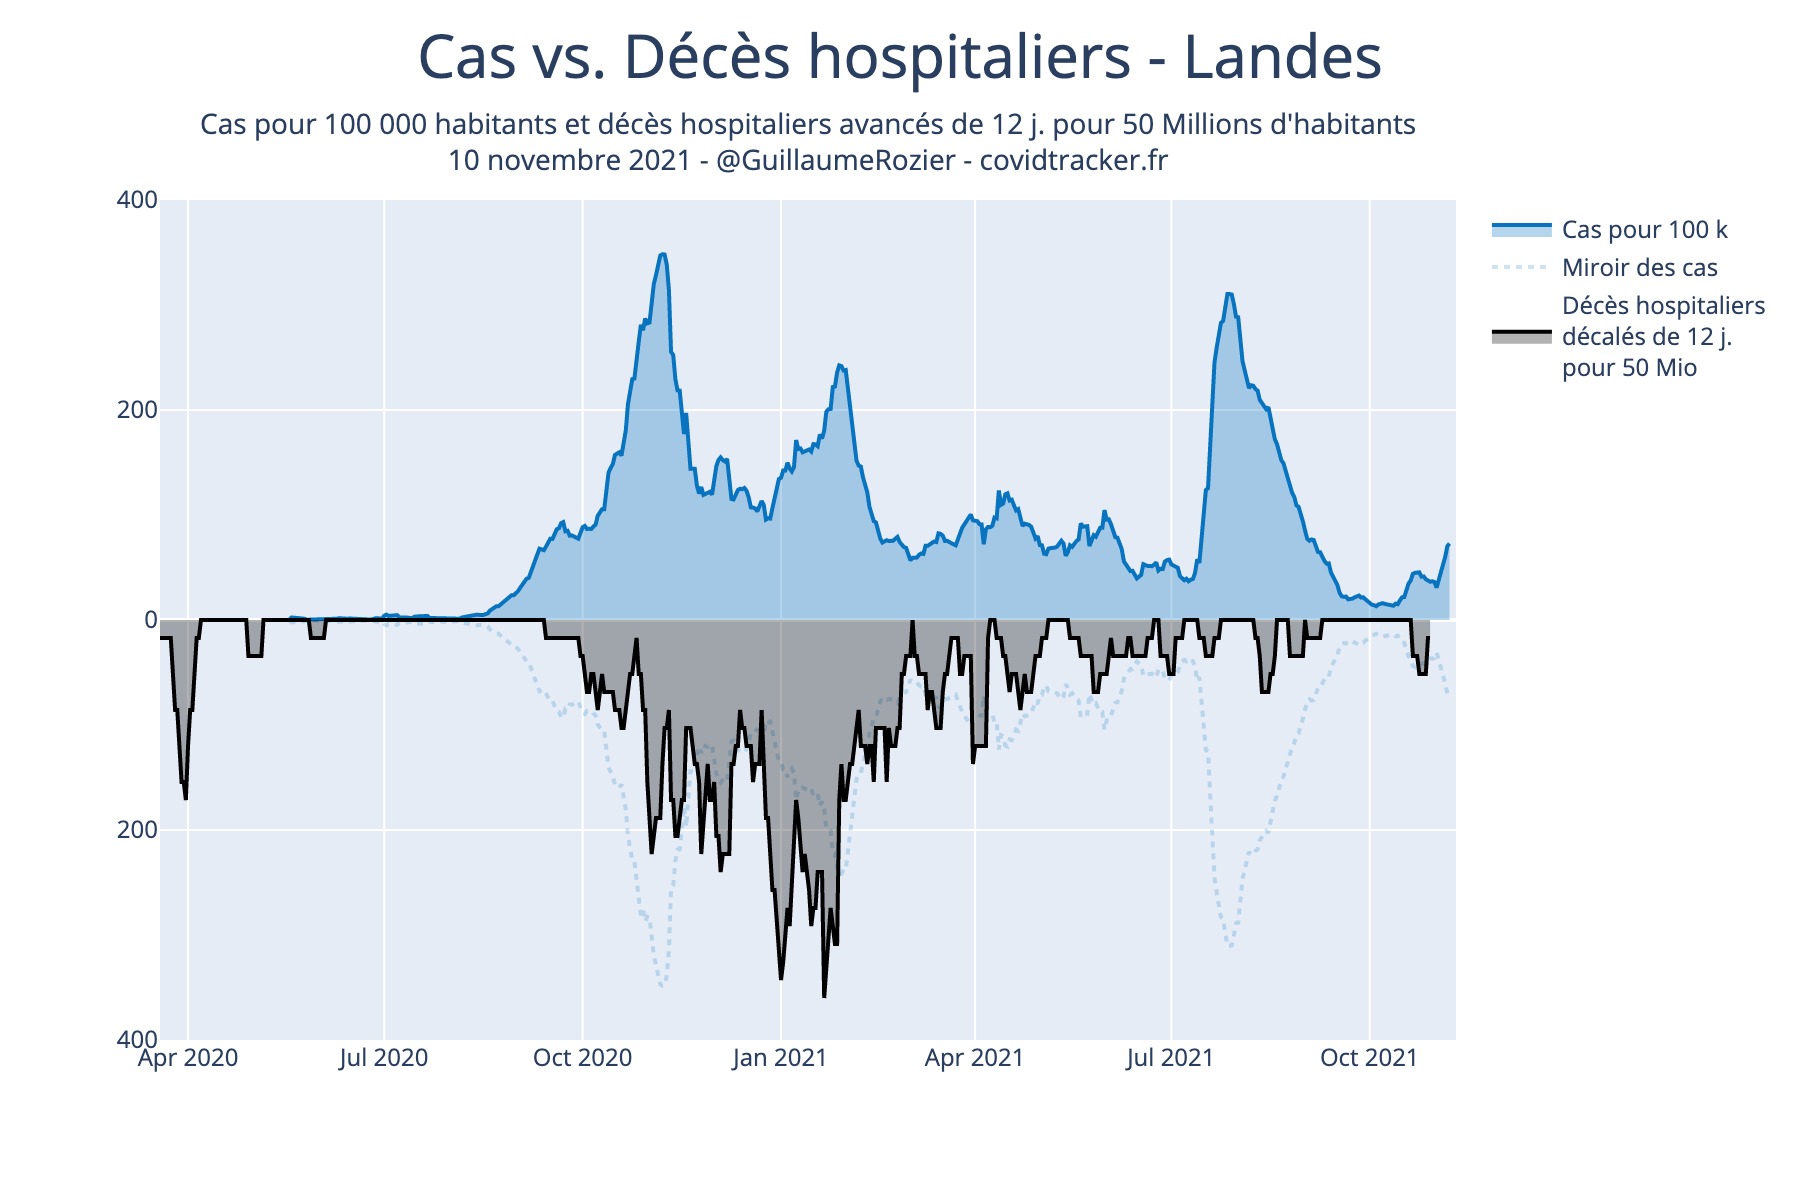 Cas vs. Décès hospitaliers - Landes
Cas pour 100 000 habitants et décès hospitaliers avancés de 12 j. pour 50 Millions d'habitants
10 novembre 2021 - @GuillaumeRozier - covidtracker.fr
400
200
0
200
400
Apr 2020
Jul 2020
Oct 2020
Jan 2021
Apr 2021
Jul 2021
Oct 2021
Cas pour 100 k
Miroir des cas
Décès hospitaliers
décalés de 12 j.
pour 50 Mio